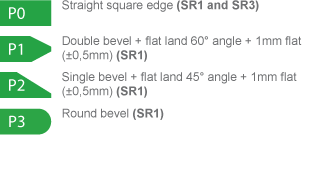 P0 Straight square edge (SR1 and SR3)
P1 Double bevel + flat land 60° angle + 1mm flat
(±0,5mm) (SR1)
P2 Single bevel + flat land 45° angle + 1mm flat
(±0,5mm) (SR1)
P3 Round bevel (SR1)